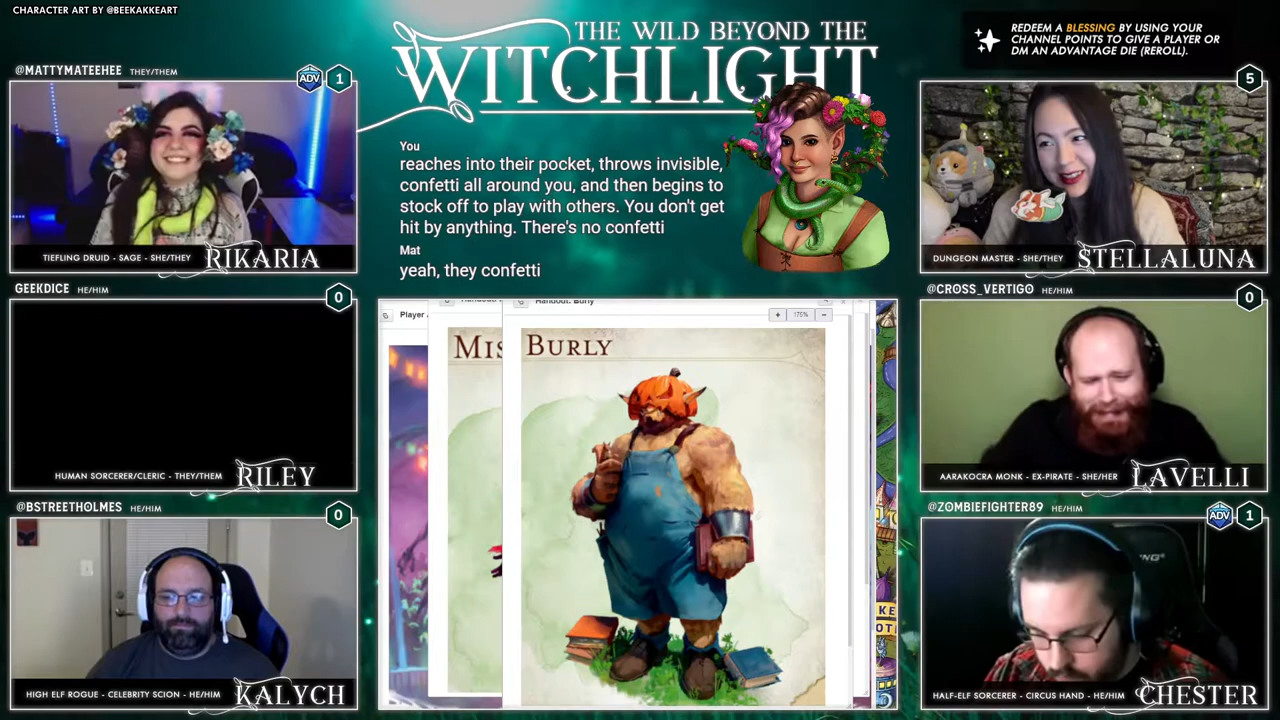 CHARACTER ART BY @BEEKAKKEART
THE WILD BEYOND THE
WITCHLIGHT
REDEEM A BLESSING BY USING YOUR
CHANNEL POINTS TO GIVE A PLAYER OR
DM AN ADVANTAGE DIE (REROLL).
@MATTYMATEEHEE THEY/THEM
ADV 1
TIEFLING DRUID - SAGE - SHE/THEY RIKARIA
You
reaches into their pocket, throws invisible,
confetti all around you, and then begins to
stock off to play with others. You don't get
hit by anything. There's no confetti
Mat
yeah, they confetti
5
DUNGEON MASTER - SHE/THEY STELLALUNA
GEEKDICE HE/HIM
0
HUMAN SORCERER/CLERIC - THEY/THEM RILEY
Player
Handout: Burly
+ 175% −
MIS
BURLY
@CROSS_VERTIGO HE/HIM
0
AARAKOCRA MONK - EX-PIRATE - SHE/HER LAVELLI
@BSTREETHOLMES HE/HIM
0
HIGH ELF ROGUE - CELEBRITY SCION - HE/HIM KALYCH
@ZOMBIEFIGHTER89 HE/HIM
ADV 1
HALF-ELF SORCERER - CIRCUS HAND - HE/HIM CHESTER